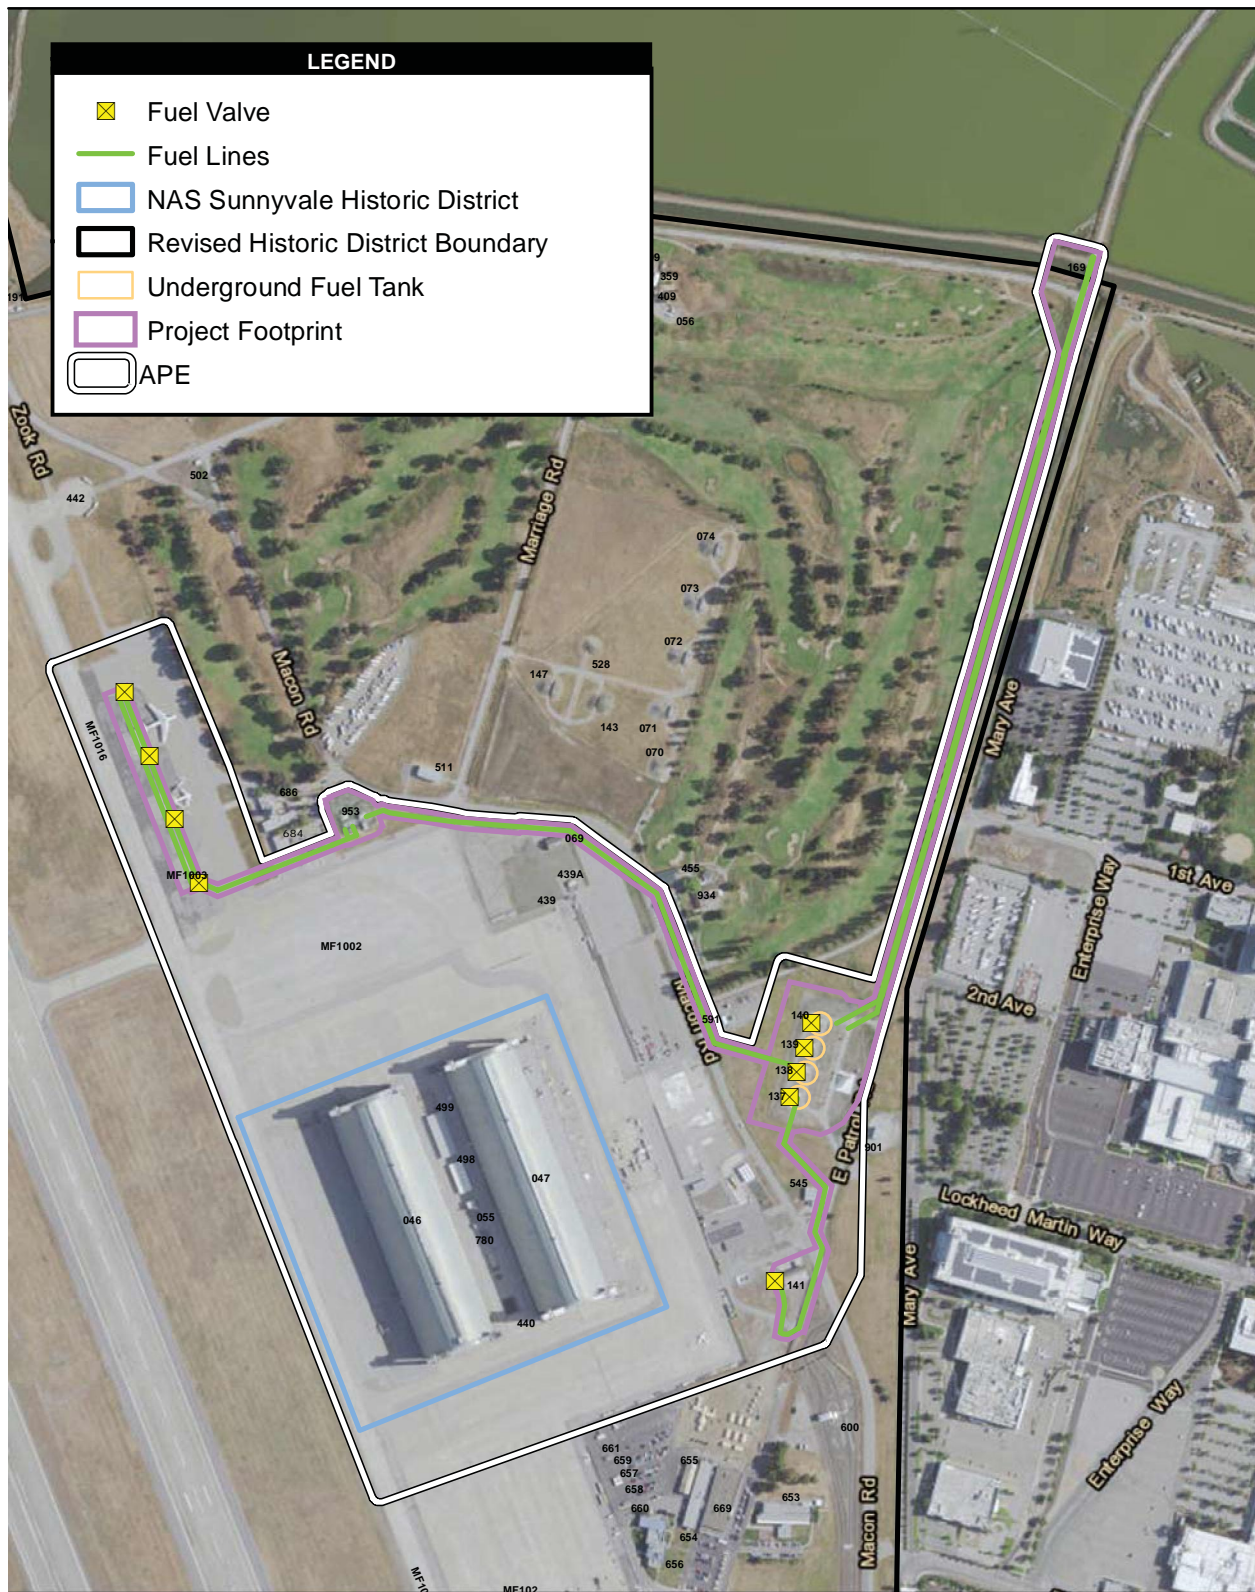 LEGEND
Fuel Valve
Fuel Lines
NAS Sunnyvale Historic District
Revised Historic District Boundary
Underground Fuel Tank
Project Footprint
APE
169
359
409
056
191
Zook Rd
442
502
Marriage Rd
074
073
072
528
147
143
071
070
Macon Rd
MF1016
511
686
684
953
069
455
934
439A
439
MF1003
MF1002
Mary Ave
1st Ave
Enterprise Way
2nd Ave
Macon Rd
591
140
139
138
137
E Patrol
901
545
141
499
498
047
046
055
780
440
Lockheed Martin Way
Mary Ave
Enterprise Way
600
661
659
657
658
660
655
669
653
654
656
Macon Rd
MF102